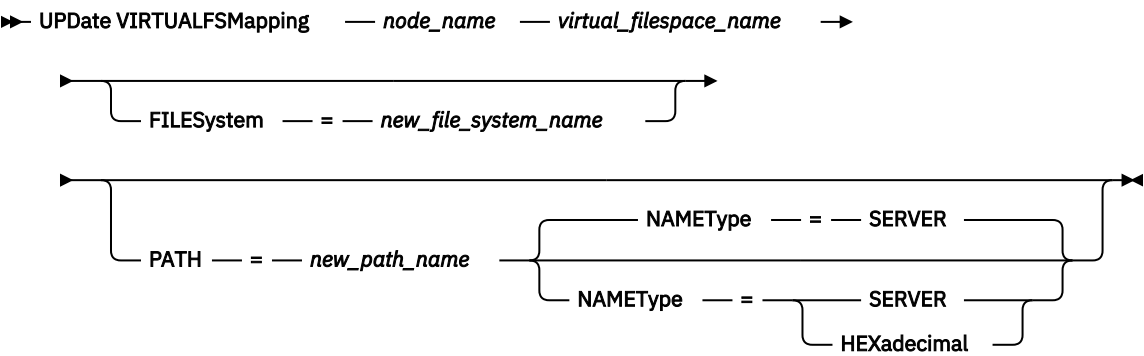 UPDate VIRTUALFSMapping — node_name — virtual_filespace_name
FILESystem — = — new_file_system_name
NAMEType — = — SERVER
PATH — = — new_path_name
NAMEType — = — SERVER
HEXadecimal